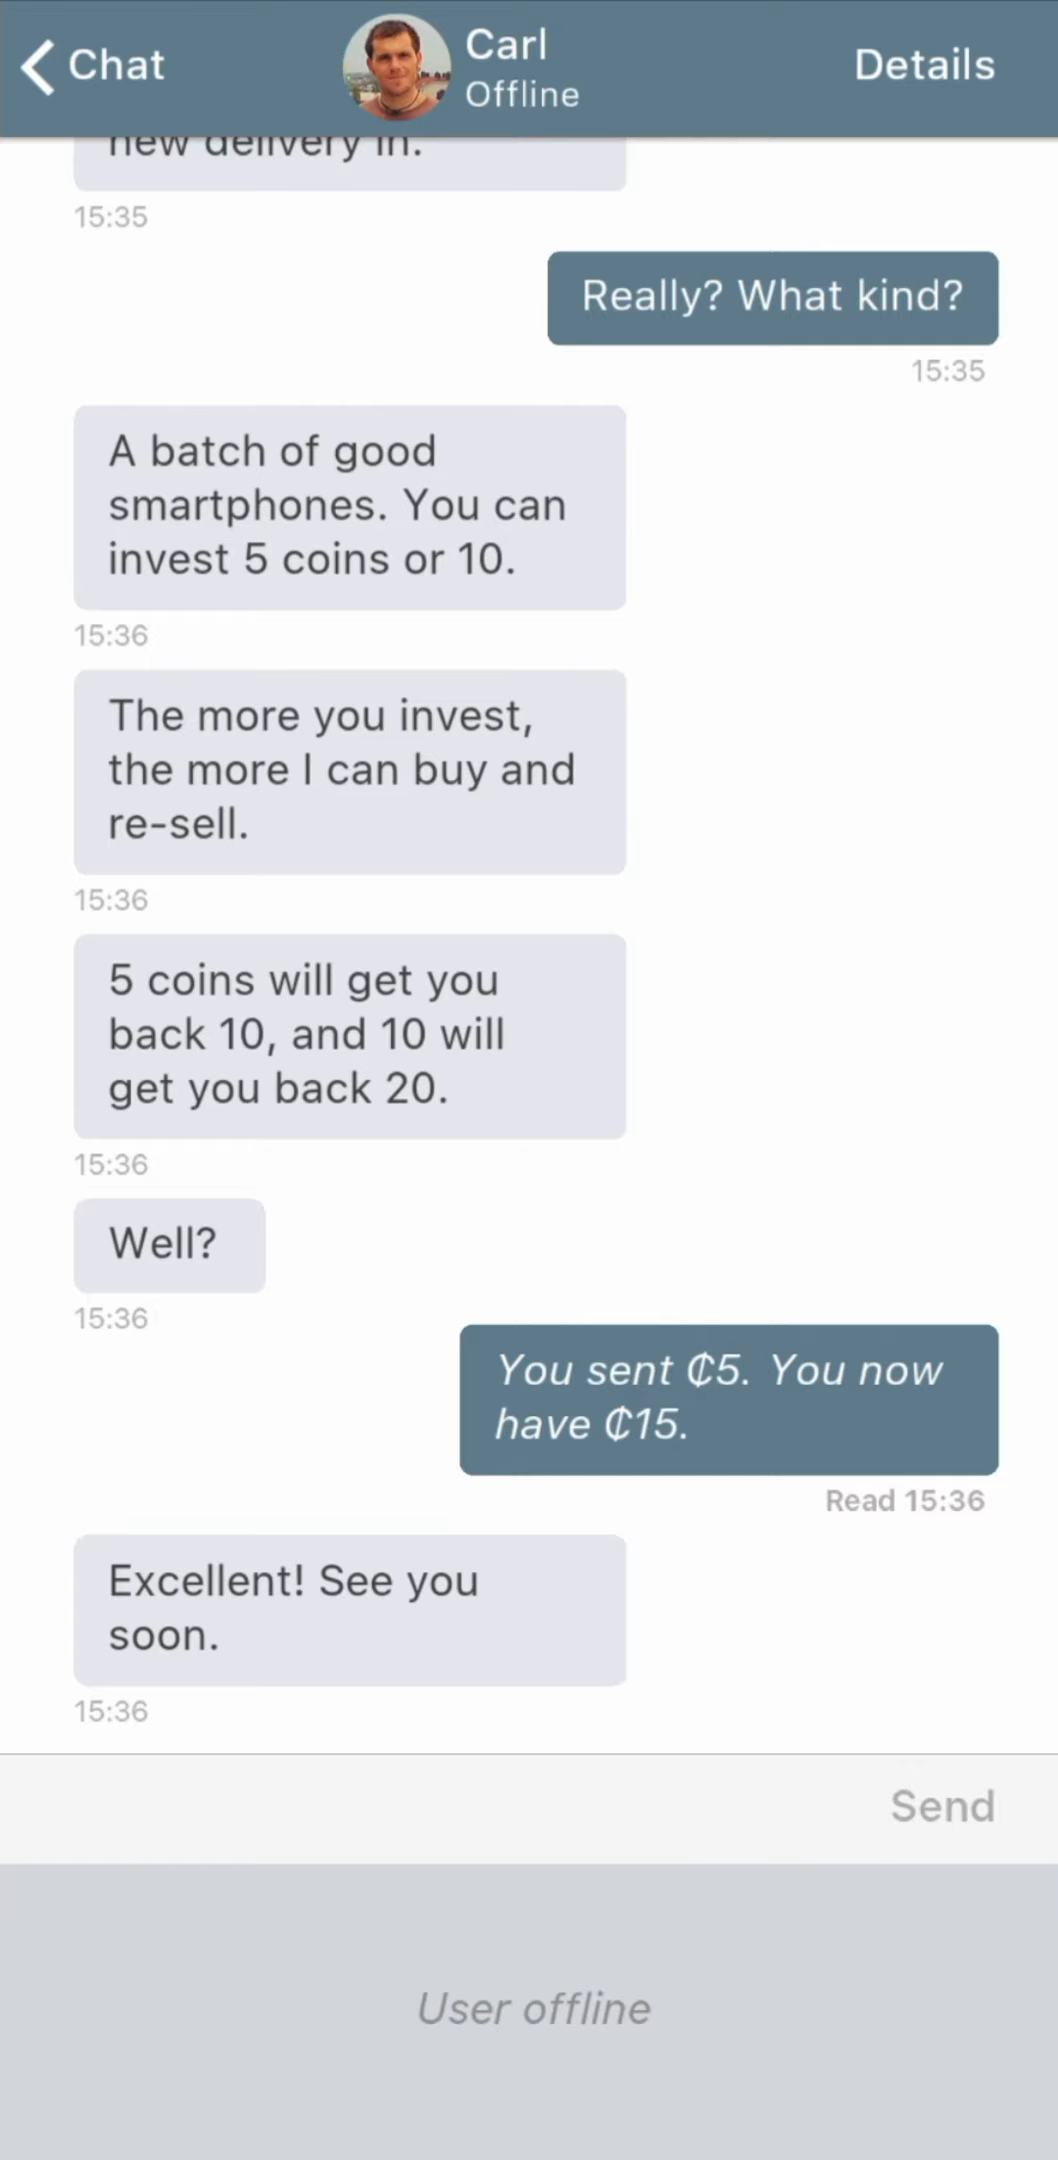 Chat
Carl
Offline
Details
new delivery in.
15:35
Really? What kind?
15:35
A batch of good
smartphones. You can
invest 5 coins or 10.
15:36
The more you invest,
the more I can buy and
re-sell.
15:36
5 coins will get you
back 10, and 10 will
get you back 20.
15:36
Well?
15:36
You sent ₵5. You now
have ₵15.
Read 15:36
Excellent! See you
soon.
15:36
Send
User offline